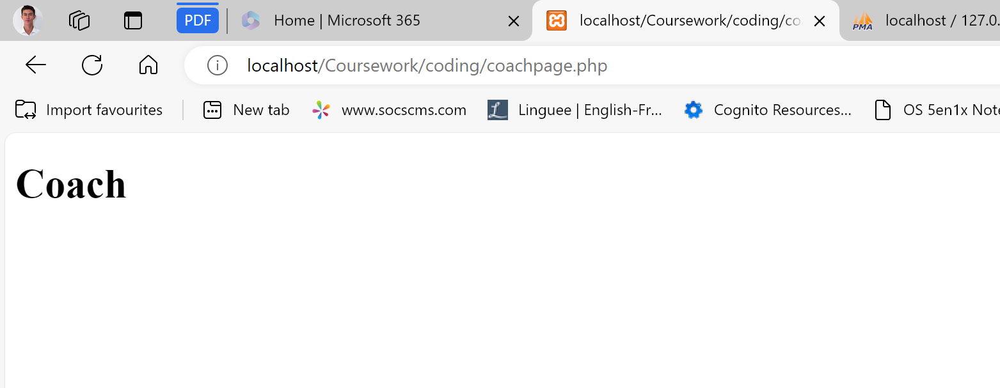 PDF Home | Microsoft 365 localhost/Coursework/coding/co PMA localhost / 127.0.
localhost/Coursework/coding/coachpage.php
Import favourites New tab www.socscms.com Linguee | English-Fr... Cognito Resources... OS 5en1x Note
Coach